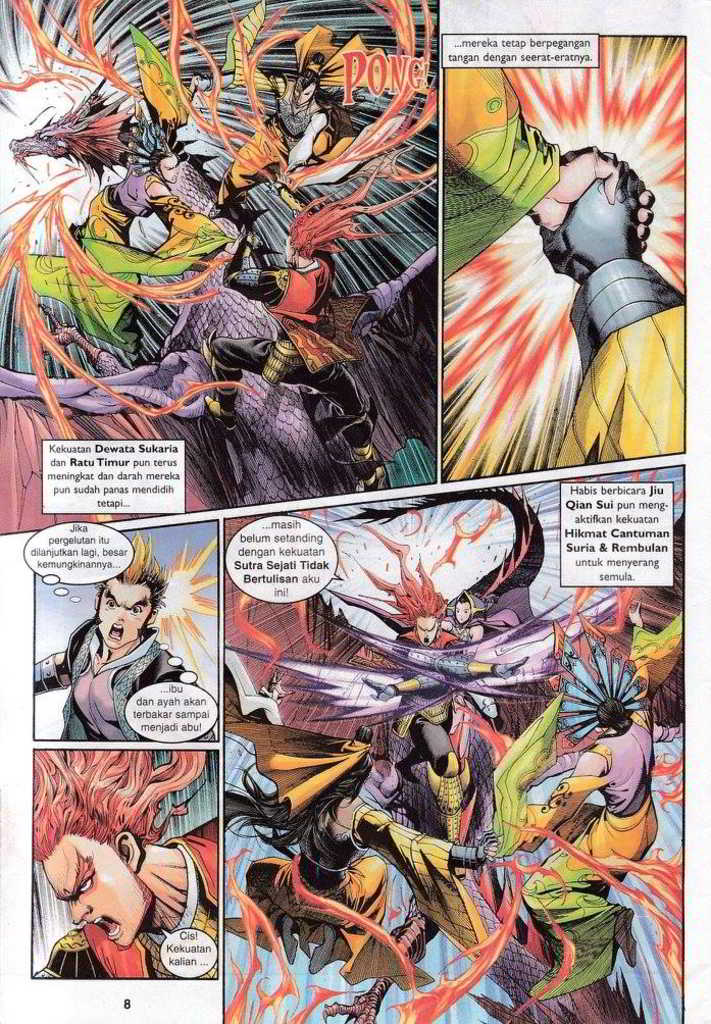 PONG!
...mereka tetap berpegangan
tangan dengan seerat-eratnya.
Kekuatan Dewata Sukaria
dan Ratu Timur pun terus
meningkat dan darah mereka
pun sudah panas mendidih
tetapi...
Jika
pergelutan itu
dilanjutkan lagi, besar
kemungkinannya...
...ibu
dan ayah akan
terbakar sampai
menjadi abu!
Cis!
Kekuatan
kalian ...
...masih
belum setanding
dengan kekuatan
Sutra Sejati Tidak
Bertulisan aku
ini!
Habis berbicara Jiu
Qian Sui pun meng-
aktifkan kekuatan
Hikmat Cantuman
Suria & Rembulan
untuk menyerang
semula.
8